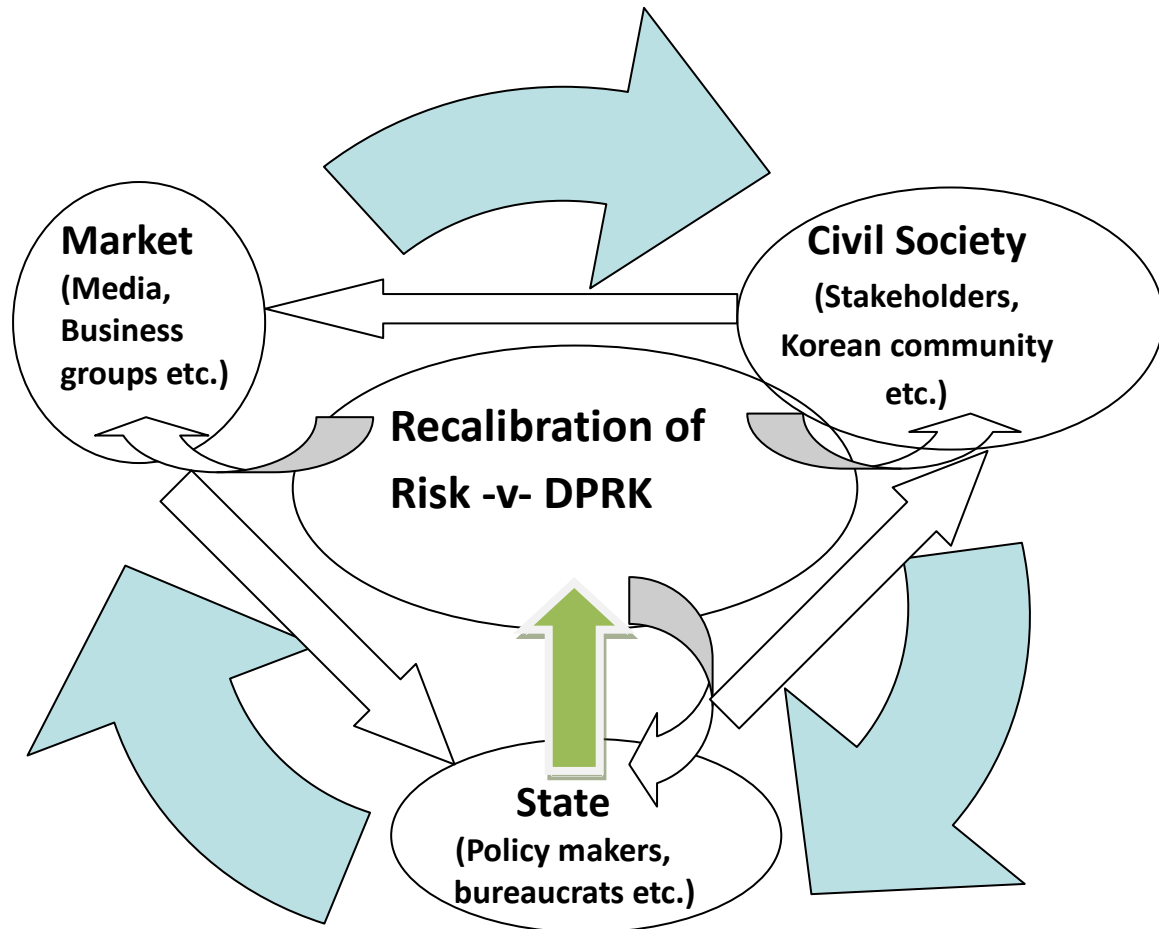 Market
(Media,
Business
groups etc.)
Civil Society
(Stakeholders,
Korean community
etc.)
Recalibration of
Risk -v- DPRK
State
(Policy makers,
bureaucrats etc.)